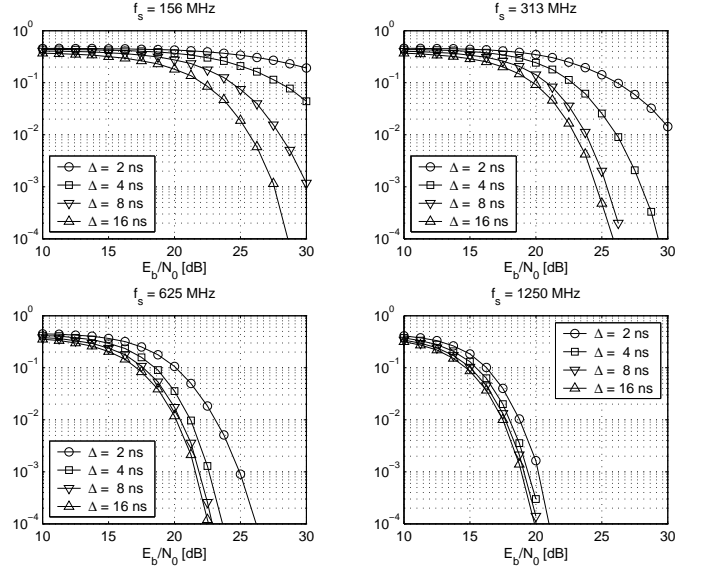 f_s = 156 MHz
10^0
10^−1
10^−2
10^−3
10^−4
Δ = 2 ns
Δ = 4 ns
Δ = 8 ns
Δ = 16 ns
10 15 20 25 30
E_b/N_0 [dB]
f_s = 313 MHz
10^0
10^−1
10^−2
10^−3
10^−4
Δ = 2 ns
Δ = 4 ns
Δ = 8 ns
Δ = 16 ns
10 15 20 25 30
E_b/N_0 [dB]
f_s = 625 MHz
10^0
10^−1
10^−2
10^−3
10^−4
Δ = 2 ns
Δ = 4 ns
Δ = 8 ns
Δ = 16 ns
10 15 20 25 30
E_b/N_0 [dB]
f_s = 1250 MHz
10^0
10^−1
10^−2
10^−3
10^−4
Δ = 2 ns
Δ = 4 ns
Δ = 8 ns
Δ = 16 ns
10 15 20 25 30
E_b/N_0 [dB]